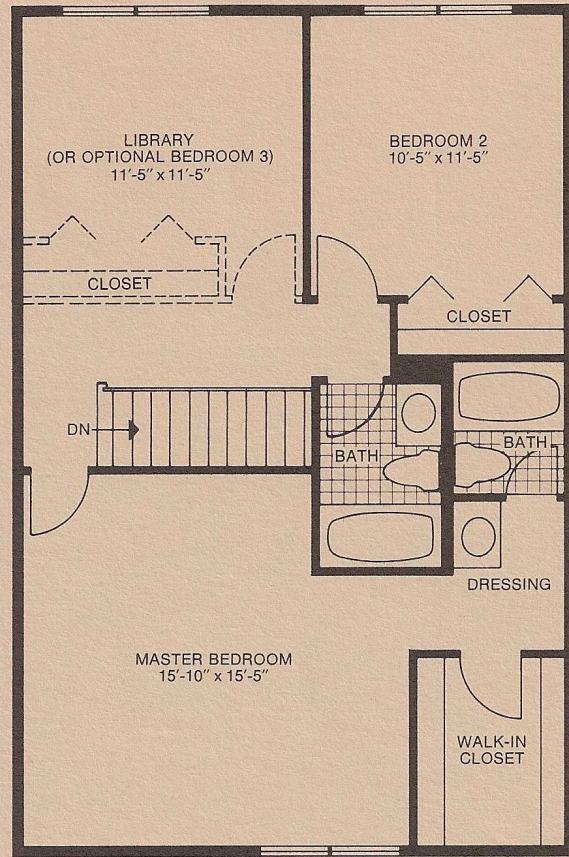 LIBRARY
(OR OPTIONAL BEDROOM 3)
11'-5" x 11'-5"
BEDROOM 2
10'-5" x 11'-5"
CLOSET
CLOSET
DN
BATH
BATH
DRESSING
MASTER BEDROOM
15'-10" x 15'-5"
WALK-IN
CLOSET